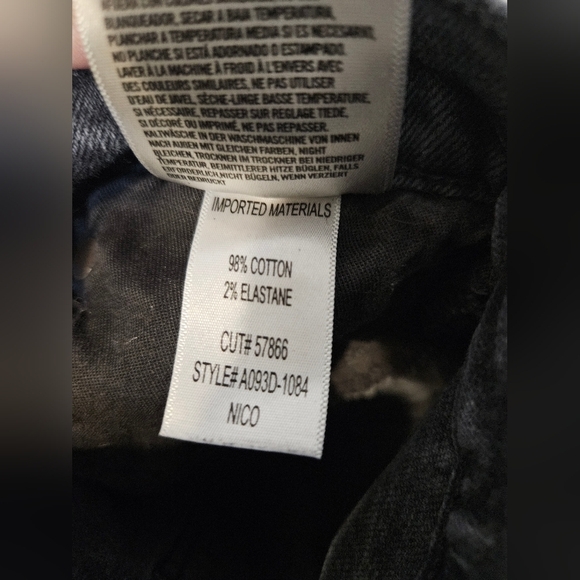 BLANQUEADOR, SECAR A BAJA TEMPERATURA,
PLANCHAR A TEMPERATURA MEDIA SI ES NECESARIO.
NO PLANCHE SI ESTÁ ADORNADO O ESTAMPADO.
LAVER À LA MACHINE À FROID À L'ENVERS AVEC
DES COULEURS SIMILAIRES, NE PAS UTILISER
D'EAU DE JAVEL, SÈCHE-LINGE BASSE TEMPERATURE,
SI NÉCESSAIRE, REPASSER SUR REGLAGE TIEDE,
SI DÉCORÉ OU IMPRIMÉ, NE PAS REPASSER.
KALTWÄSCHE IN DER WASCHMASCHINE VON INNEN
NACH AUßEN MIT GLEICHEN FARBEN, NIGHT
BLEICHEN, TROCKNEN IM TROCKNER BEI NIEDRIGER
TEMPERATUR, BEIMITTLERER HITZE BÜGLEN, FALLS
ERFORDERLICH,NICHT BÜGELN, WENN VERZIERT
ODER BEDRUCKT
IMPORTED MATERIALS
98% COTTON
2% ELASTANE
CUT# 57866
STYLE# A093D-1084
NICO